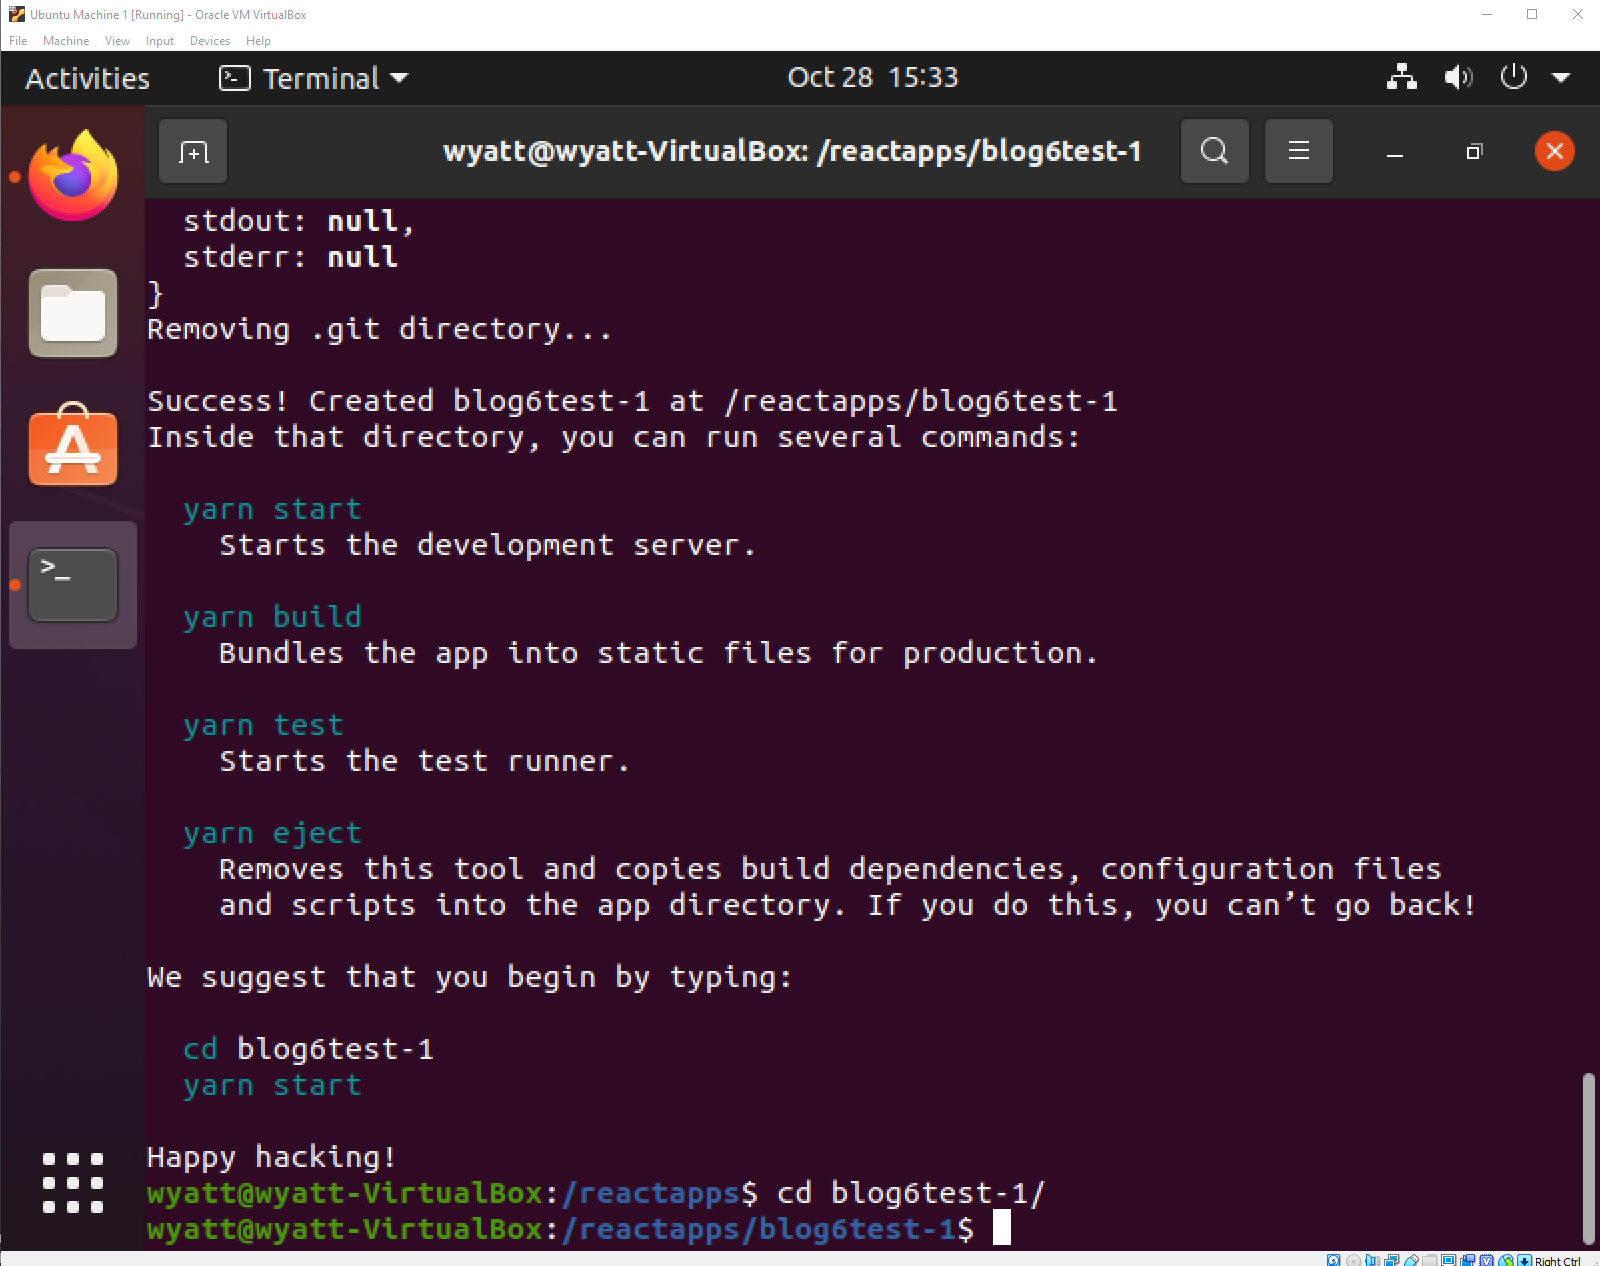 Ubuntu Machine 1 [Running] - Oracle VM VirtualBox
File Machine View Input Devices Help
Activities Terminal Oct 28 15:33
wyatt@wyatt-VirtualBox: /reactapps/blog6test-1
stdout: null,
stderr: null
}
Removing .git directory...
Success! Created blog6test-1 at /reactapps/blog6test-1
Inside that directory, you can run several commands:
yarn start
Starts the development server.
yarn build
Bundles the app into static files for production.
yarn test
Starts the test runner.
yarn eject
Removes this tool and copies build dependencies, configuration files
and scripts into the app directory. If you do this, you can’t go back!
We suggest that you begin by typing:
cd blog6test-1
yarn start
Happy hacking!
wyatt@wyatt-VirtualBox:/reactapps$ cd blog6test-1/
wyatt@wyatt-VirtualBox:/reactapps/blog6test-1$
Right Ctrl